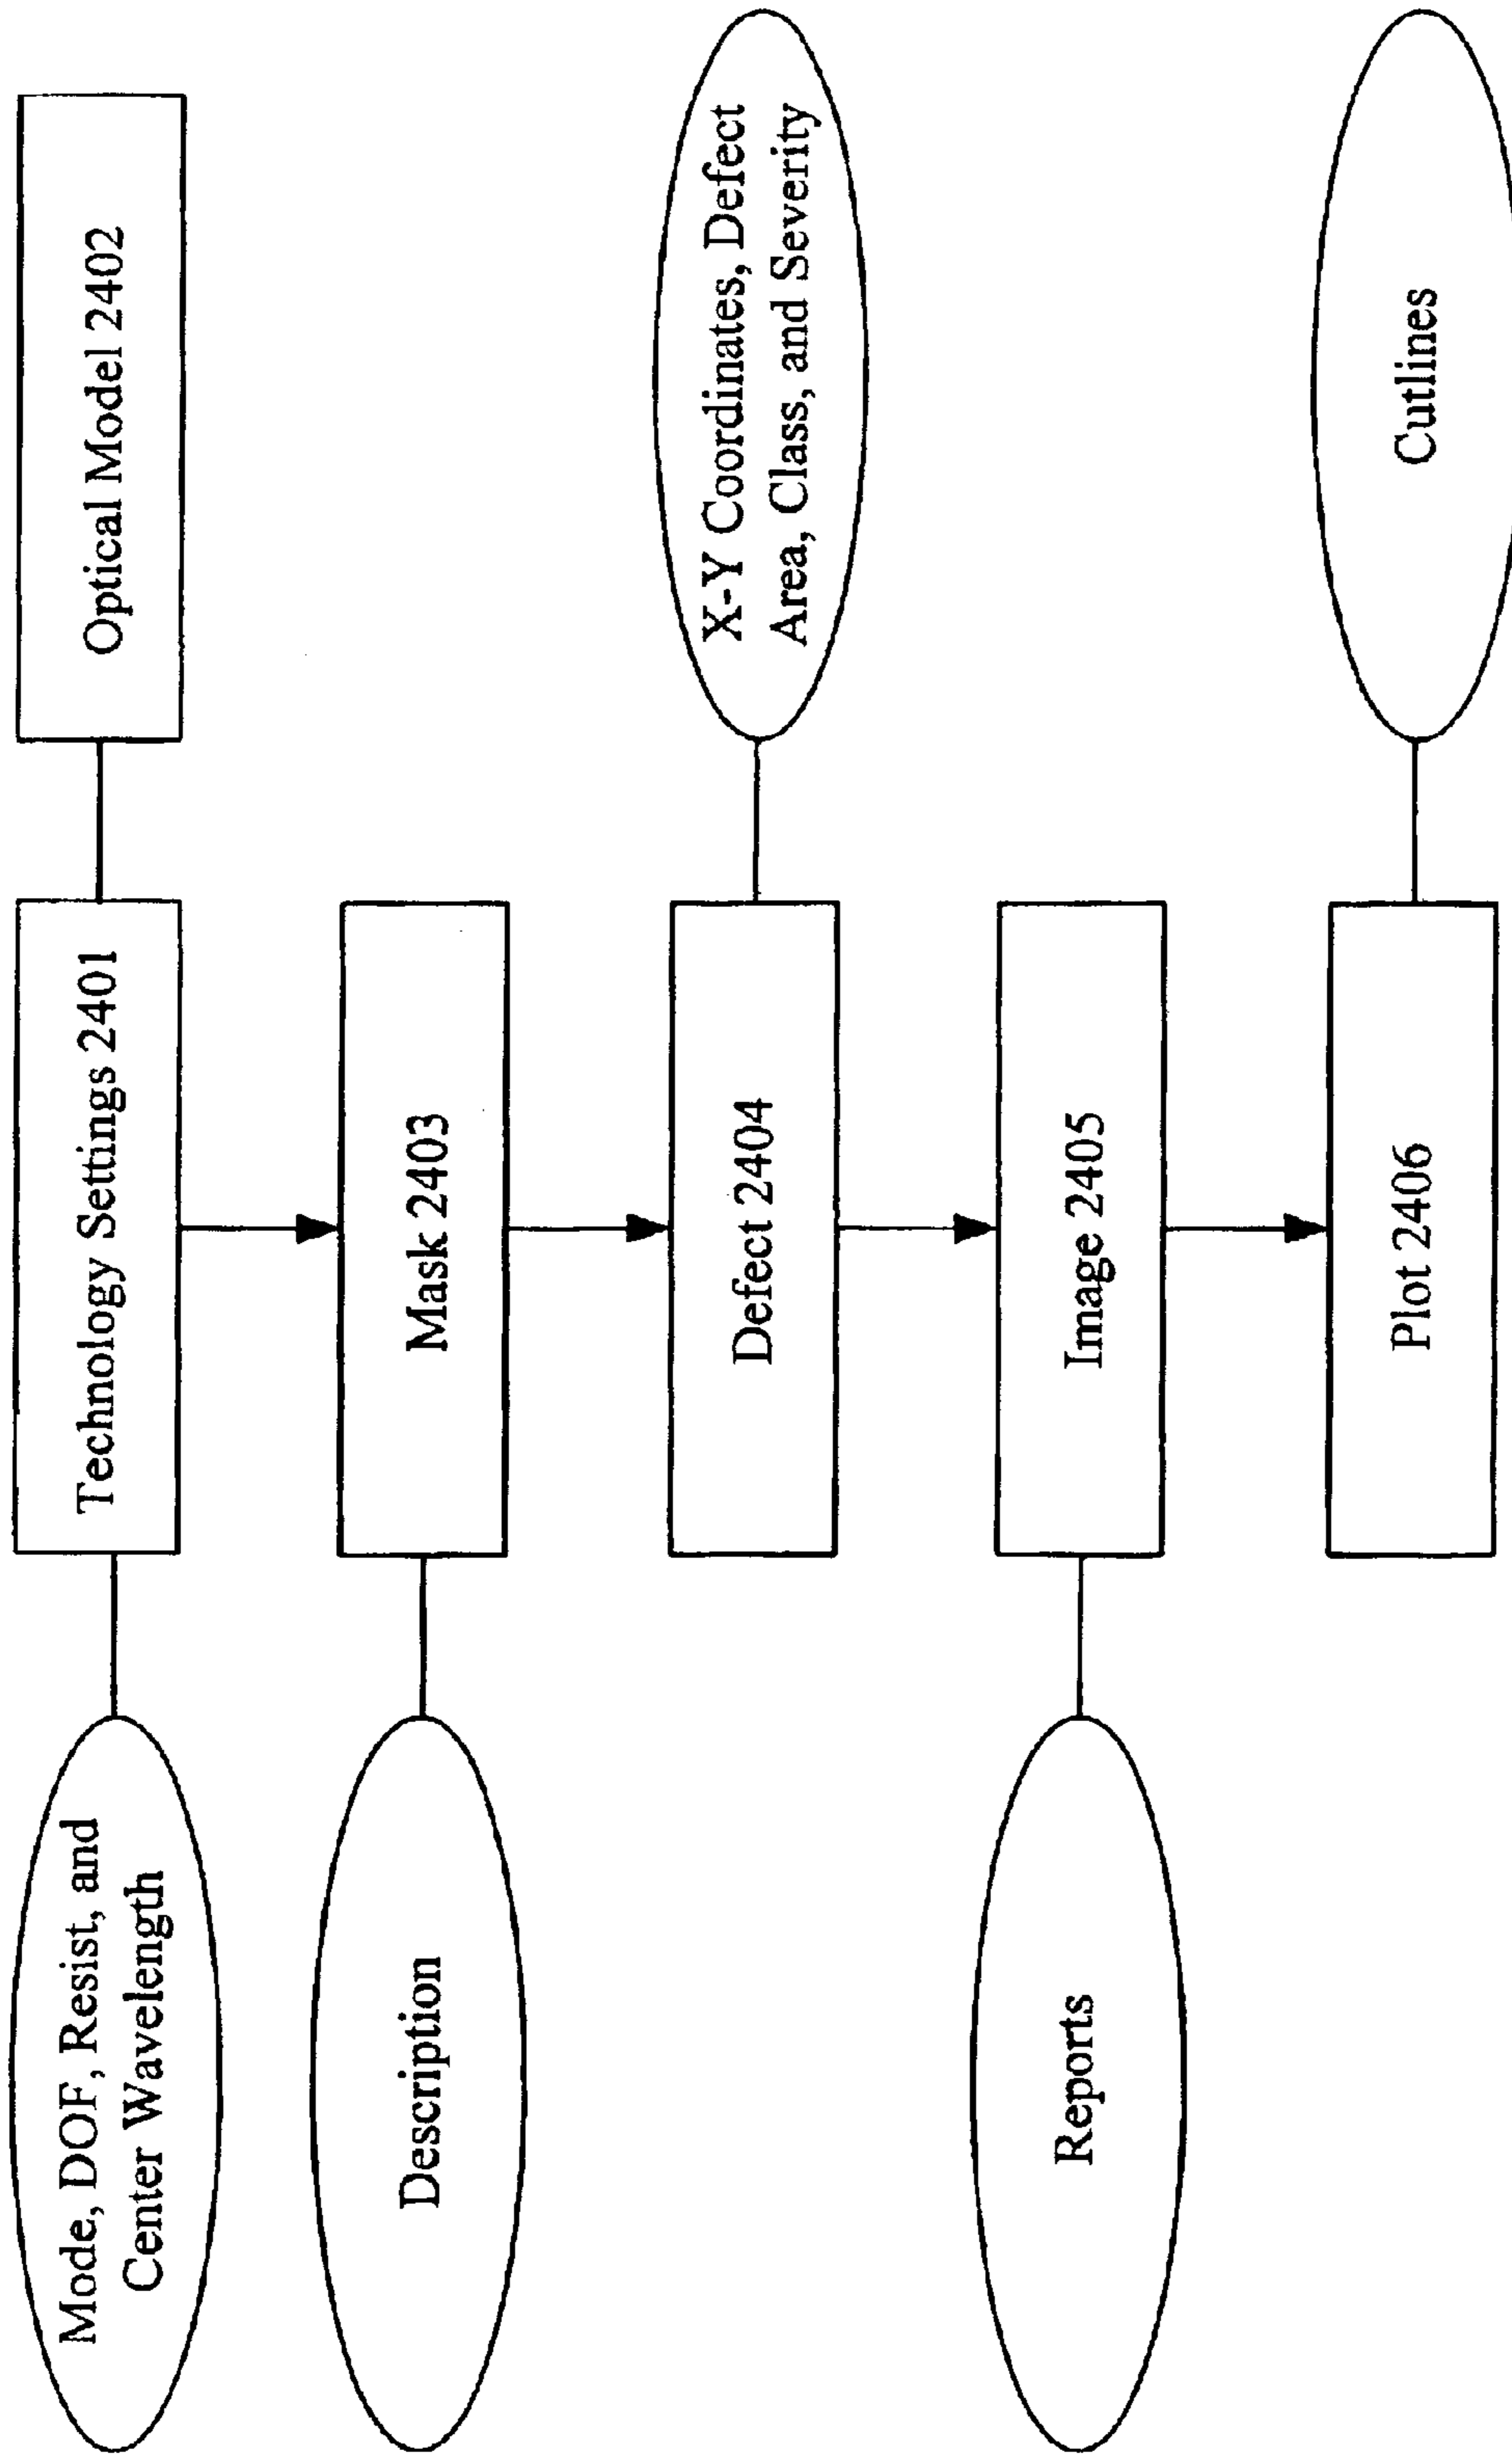 Mode, DOF, Resist, and
Center Wavelength
Technology Settings 2401
Optical Model 2402
Description
Mask 2403
Defect 2404
X-Y Coordinates, Defect
Area, Class, and Severity
Reports
Image 2405
Plot 2406
Cutlines